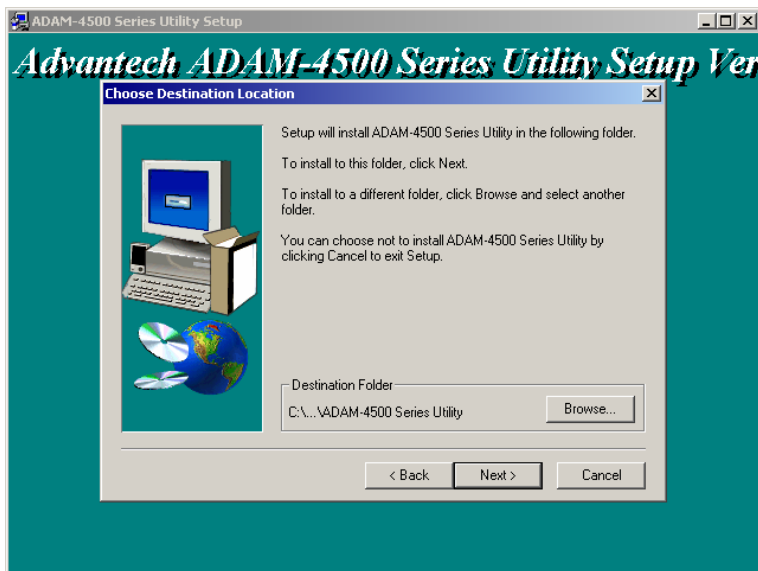 ADAM-4500 Series Utility Setup
Advantech ADAM-4500 Series Utility Setup Ver
Choose Destination Location
Setup will install ADAM-4500 Series Utility in the following folder.
To install to this folder, click Next.
To install to a different folder, click Browse and select another
folder.
You can choose not to install ADAM-4500 Series Utility by
clicking Cancel to exit Setup.
Destination Folder
C:\...\ADAM-4500 Series Utility
Browse...
< Back
Next >
Cancel